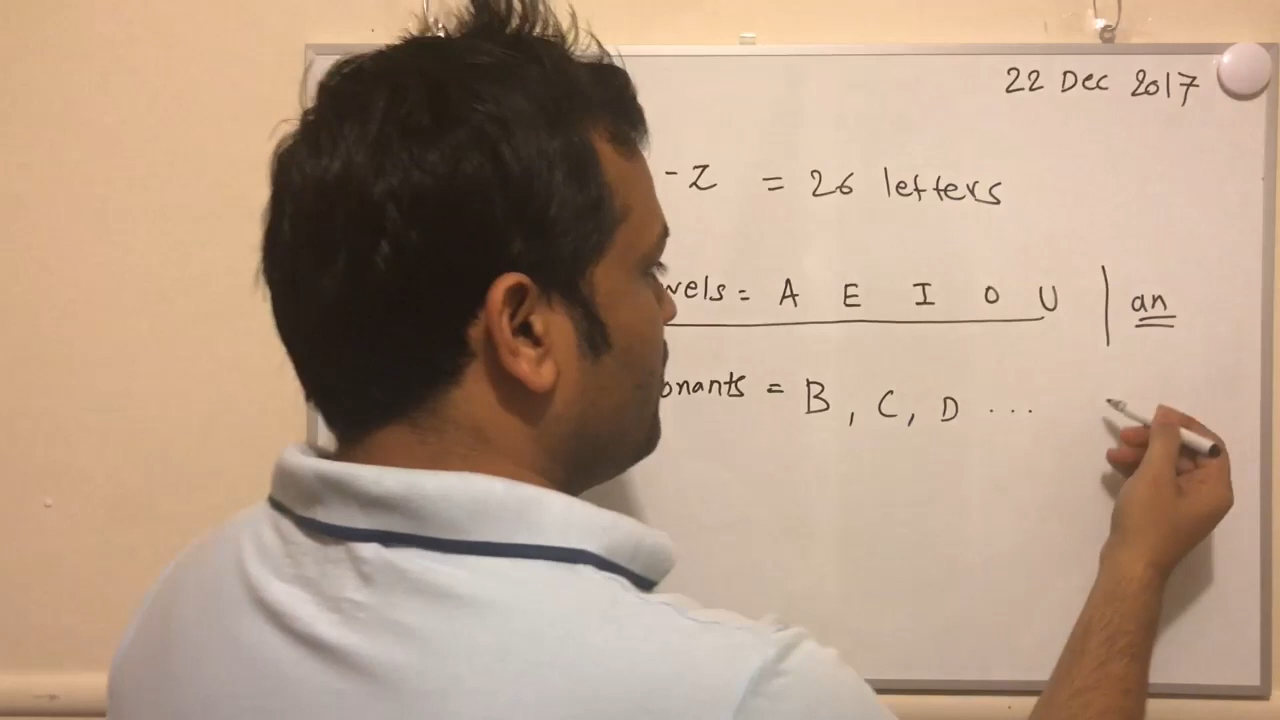 22 Dec 2017
-Z = 26 letters
wels = A E I O U | an
onants = B, C, D ...